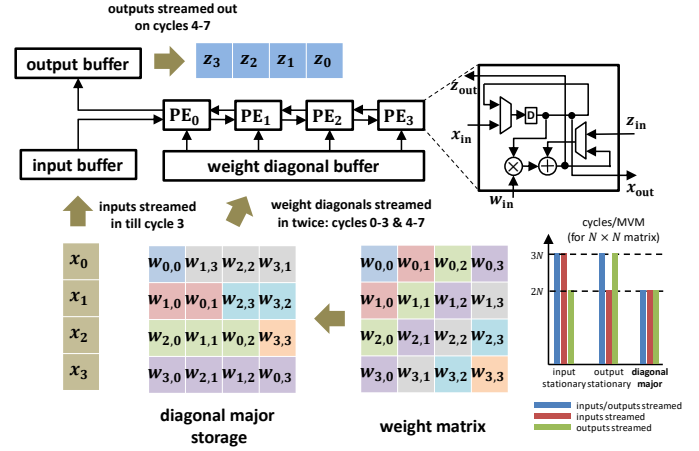 outputs streamed out
on cycles 4-7
output buffer
z₃ z₂ z₁ z₀
PE₀ PE₁ PE₂ PE₃
input buffer
weight diagonal buffer
z_out
D
x_in
z_in
w_in
x_out
inputs streamed
in till cycle 3
weight diagonals streamed
in twice: cycles 0-3 & 4-7
x₀
x₁
x₂
x₃
w₀,₀ w₁,₃ w₂,₂ w₃,₁
w₁,₀ w₀,₁ w₂,₃ w₃,₂
w₂,₀ w₁,₁ w₀,₂ w₃,₃
w₃,₀ w₂,₁ w₁,₂ w₀,₃
diagonal major
storage
w₀,₀ w₀,₁ w₀,₂ w₀,₃
w₁,₀ w₁,₁ w₁,₂ w₁,₃
w₂,₀ w₂,₁ w₂,₂ w₂,₃
w₃,₀ w₃,₁ w₃,₂ w₃,₃
weight matrix
cycles/MVM
(for N × N matrix)
3N
2N
input
stationary
output
stationary
diagonal
major
inputs/outputs streamed
inputs streamed
outputs streamed